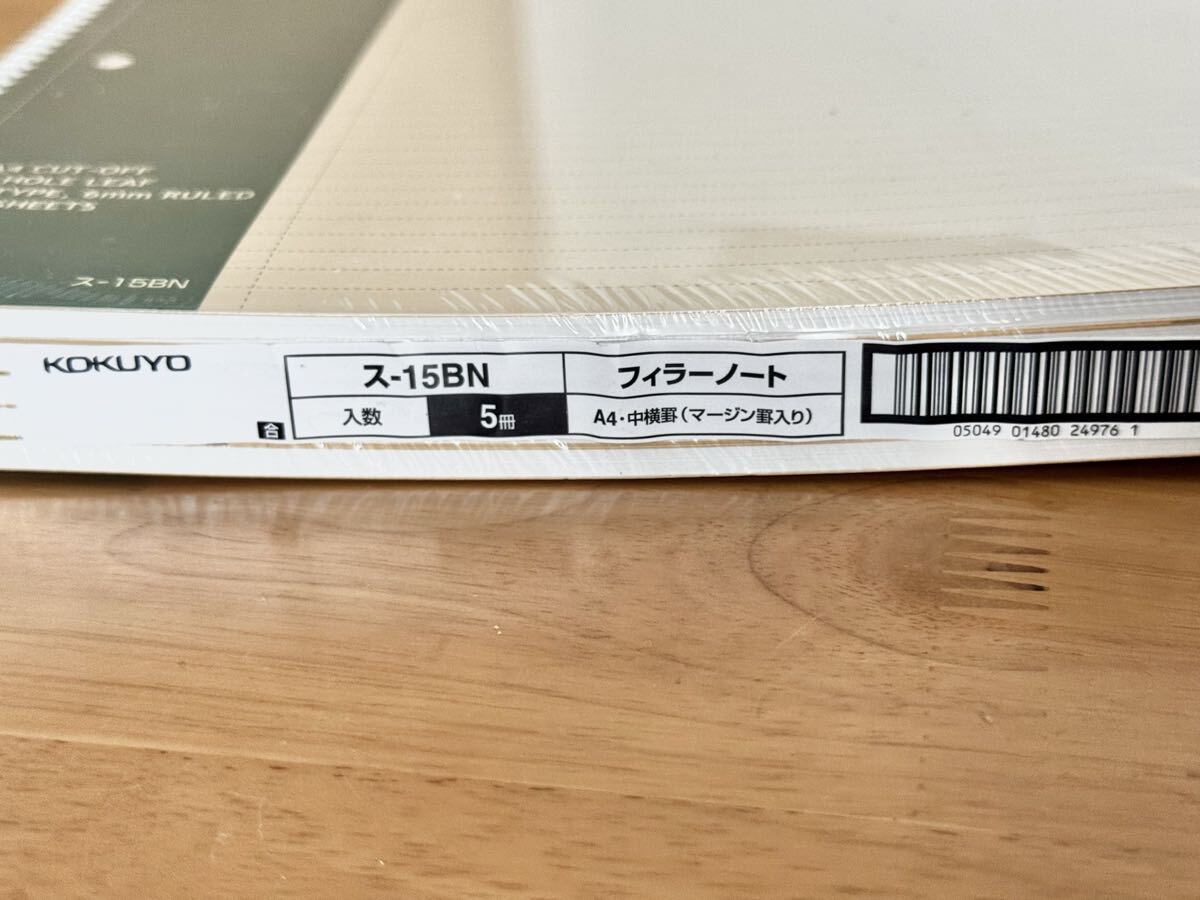 A4 CUT-OFF
HOLE LEAF
TYPE, 6mm RULED
SHEETS
ス-15BN
KOKUYO
合
ス-15BN
フィラーノート
入数
5冊
A4・中横罫(マージン罫入り)
05049 01480 24976 1